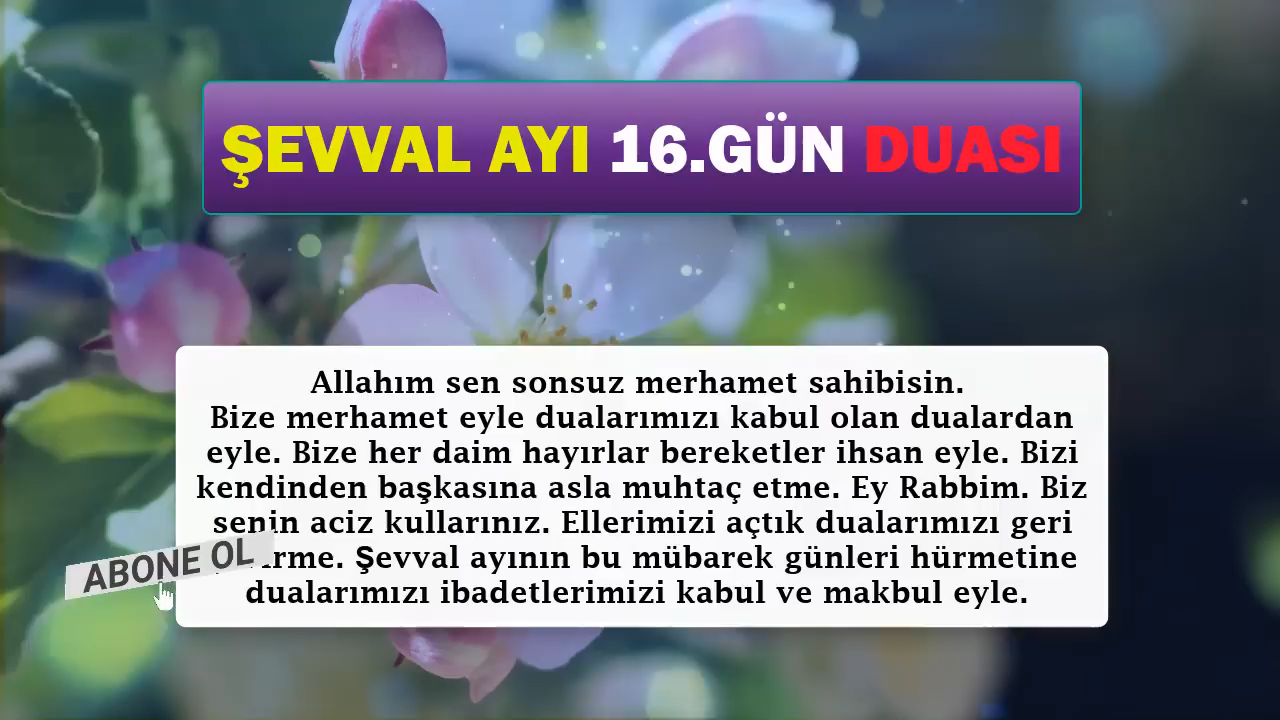 ŞEVVAL AYI 16.GÜN DUASI
Allahım sen sonsuz merhamet sahibisin.
Bize merhamet eyle dualarımızı kabul olan dualardan
eyle. Bize her daim hayırlar bereketler ihsan eyle. Bizi
kendinden başkasına asla muhtaç etme. Ey Rabbim. Biz
senin aciz kullarınız. Ellerimizi açtık dualarımızı geri
Şevval ayının bu mübarek günleri hürmetine
dualarımızı ibadetlerimizi kabul ve makbul eyle.
ABONE OL